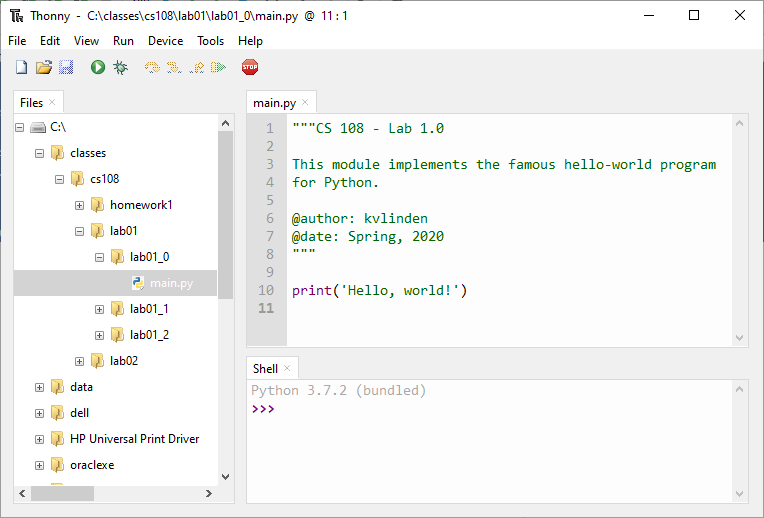 Thonny - C:\classes\cs108\lab01\lab01_0\main.py @ 11 : 1
File Edit View Run Device Tools Help
STOP
Files
C:\
classes
cs108
homework1
lab01
lab01_0
main.py
lab01_1
lab01_2
lab02
data
dell
HP Universal Print Driver
oraclexe
main.py
1 """CS 108 - Lab 1.0
2
3 This module implements the famous hello-world program
4 for Python.
5
6 @author: kvlinden
7 @date: Spring, 2020
8 """
9
10 print('Hello, world!')
11
Shell
Python 3.7.2 (bundled)
>>>